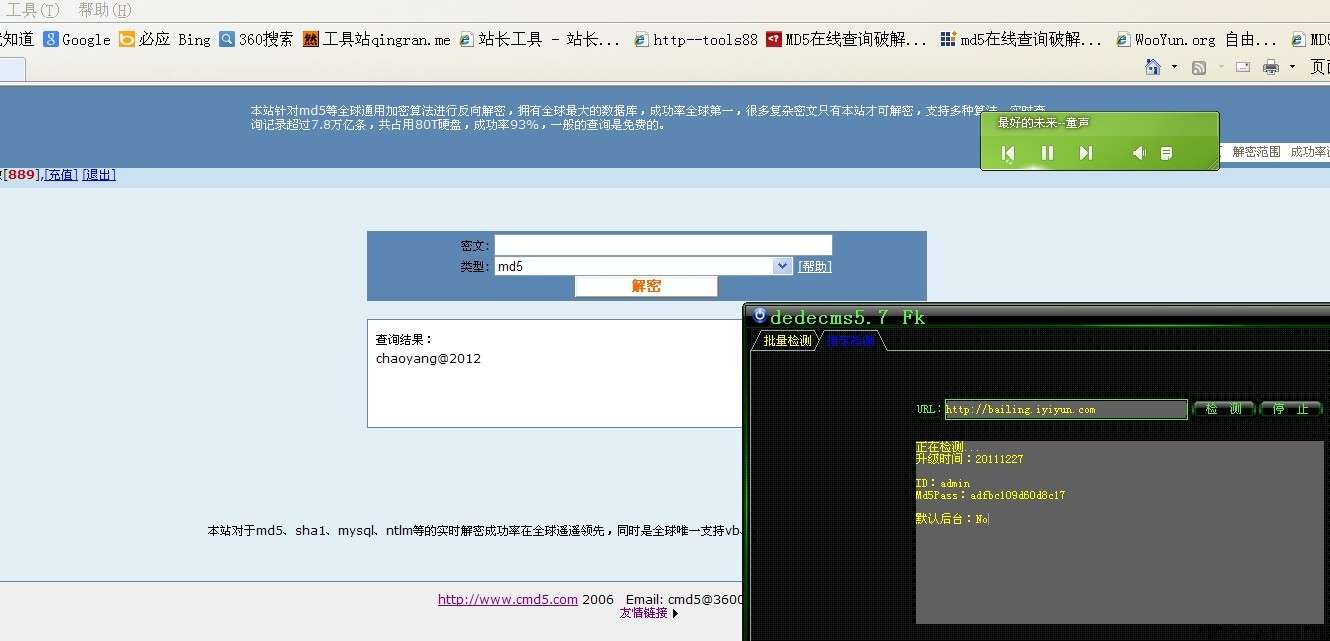 工具(T) 帮助(H)
知道 Google 必应 Bing 360搜索 工具站qingran.me 站长工具 - 站长... http--tools88 MD5在线查询破解... md5在线查询破解... WooYun.org 自由... MD5
页面
本站针对md5等全球通用加密算法进行反向解密，拥有全球最大的数据库，成功率全球第一，很多复杂密文只有本站才可解密，支持多种算法，实时查
询记录超过7.8万亿条，共占用80T硬盘，成功率93%，一般的查询是免费的。
最好的未来--童声
解密范围 成功率
[889],[充值] [退出]
密文:
类型: md5 [帮助]
解密
查询结果：
chaoyang@2012
dedecms5.7 Fk
批量检测
URL: http://bailing.iyiyun.com 检 测 停 止
正在检测...
升级时间：20111227
ID：admin
Md5Pass：adfbc109d60d8c17
默认后台：No
本站对于md5、sha1、mysql、ntlm等的实时解密成功率在全球遥遥领先，同时是全球唯一支持vb
http://www.cmd5.com 2006 Email: cmd5@3600
友情链接